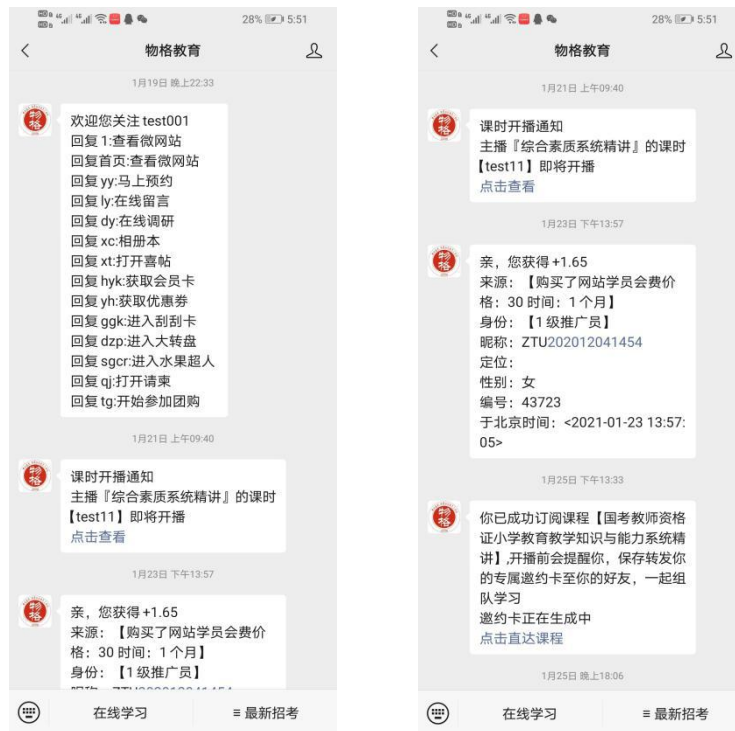 28% 5:51
物格教育
1月19日 晚上22:33
物格
欢迎您关注 test001
回复 1:查看微网站
回复首页:查看微网站
回复 yy:马上预约
回复 ly:在线留言
回复 dy:在线调研
回复 xc:相册本
回复 xt:打开喜帖
回复 hyk:获取会员卡
回复 yh:获取优惠券
回复 ggk:进入刮刮卡
回复 dzp:进入大转盘
回复 sgcr:进入水果超人
回复 qj:打开请柬
回复 tg:开始参加团购
1月21日 上午09:40
物格
课时开播通知
主播『综合素质系统精讲』的课时
【test11】即将开播
点击查看
1月23日 下午13:57
物格
亲，您获得 +1.65
来源：【购买了网站学员会费价
格：30 时间：1个月】
身份：【1级推广员】
在线学习
≡ 最新招考
28% 5:51
物格教育
1月21日 上午09:40
物格
课时开播通知
主播『综合素质系统精讲』的课时
【test11】即将开播
点击查看
1月23日 下午13:57
物格
亲，您获得 +1.65
来源：【购买了网站学员会费价
格：30 时间：1个月】
身份：【1级推广员】
昵称：ZTU202012041454
定位：
性别：女
编号：43723
于北京时间：<2021-01-23 13:57:
05>
1月25日 下午13:33
物格
你已成功订阅课程【国考教师资格
证小学教育教学知识与能力系统精
讲】,开播前会提醒你，保存转发你
的专属邀约卡至你的好友，一起组
队学习
邀约卡正在生成中
点击直达课程
1月25日 晚上18:06
在线学习
≡ 最新招考